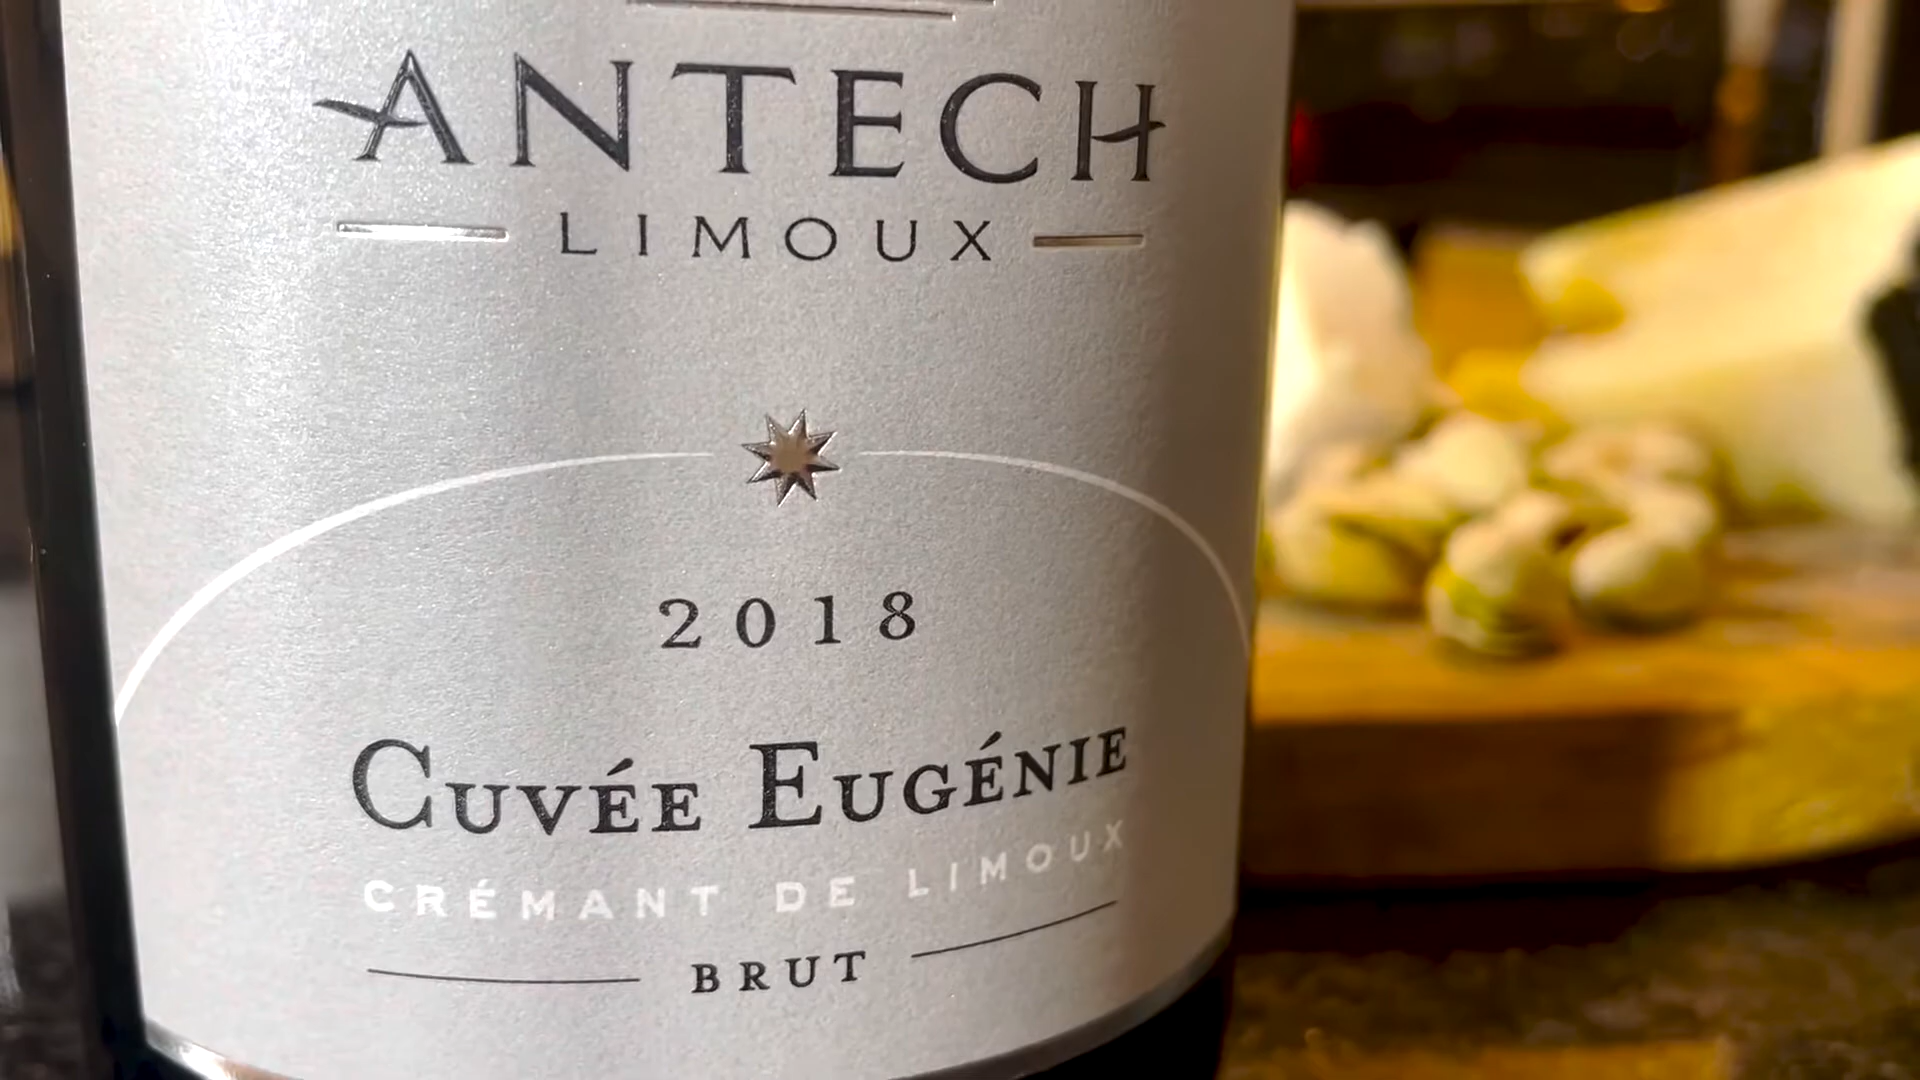 ANTECH
LIMOUX
2018
CUVÉE EUGÉNIE
CRÉMANT DE LIMOUX
BRUT